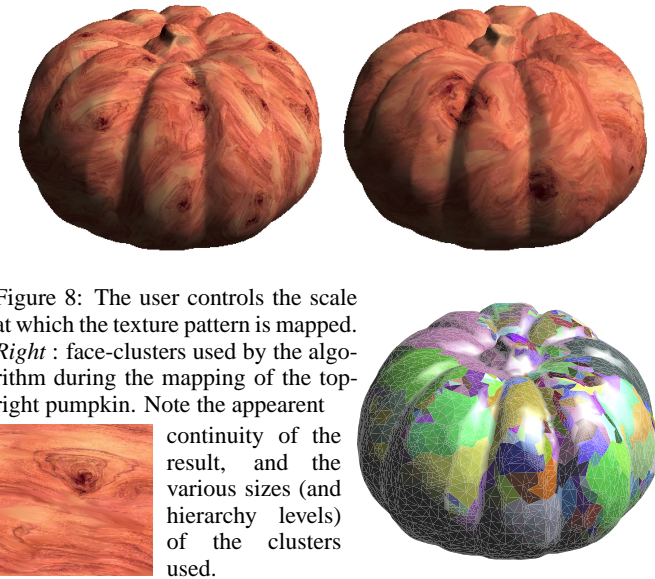 Figure 8: The user controls the scale
at which the texture pattern is mapped.
Right : face-clusters used by the algo-
rithm during the mapping of the top-
right pumpkin. Note the appearent
continuity of the
result, and the
various sizes (and
hierarchy levels)
of the clusters
used.